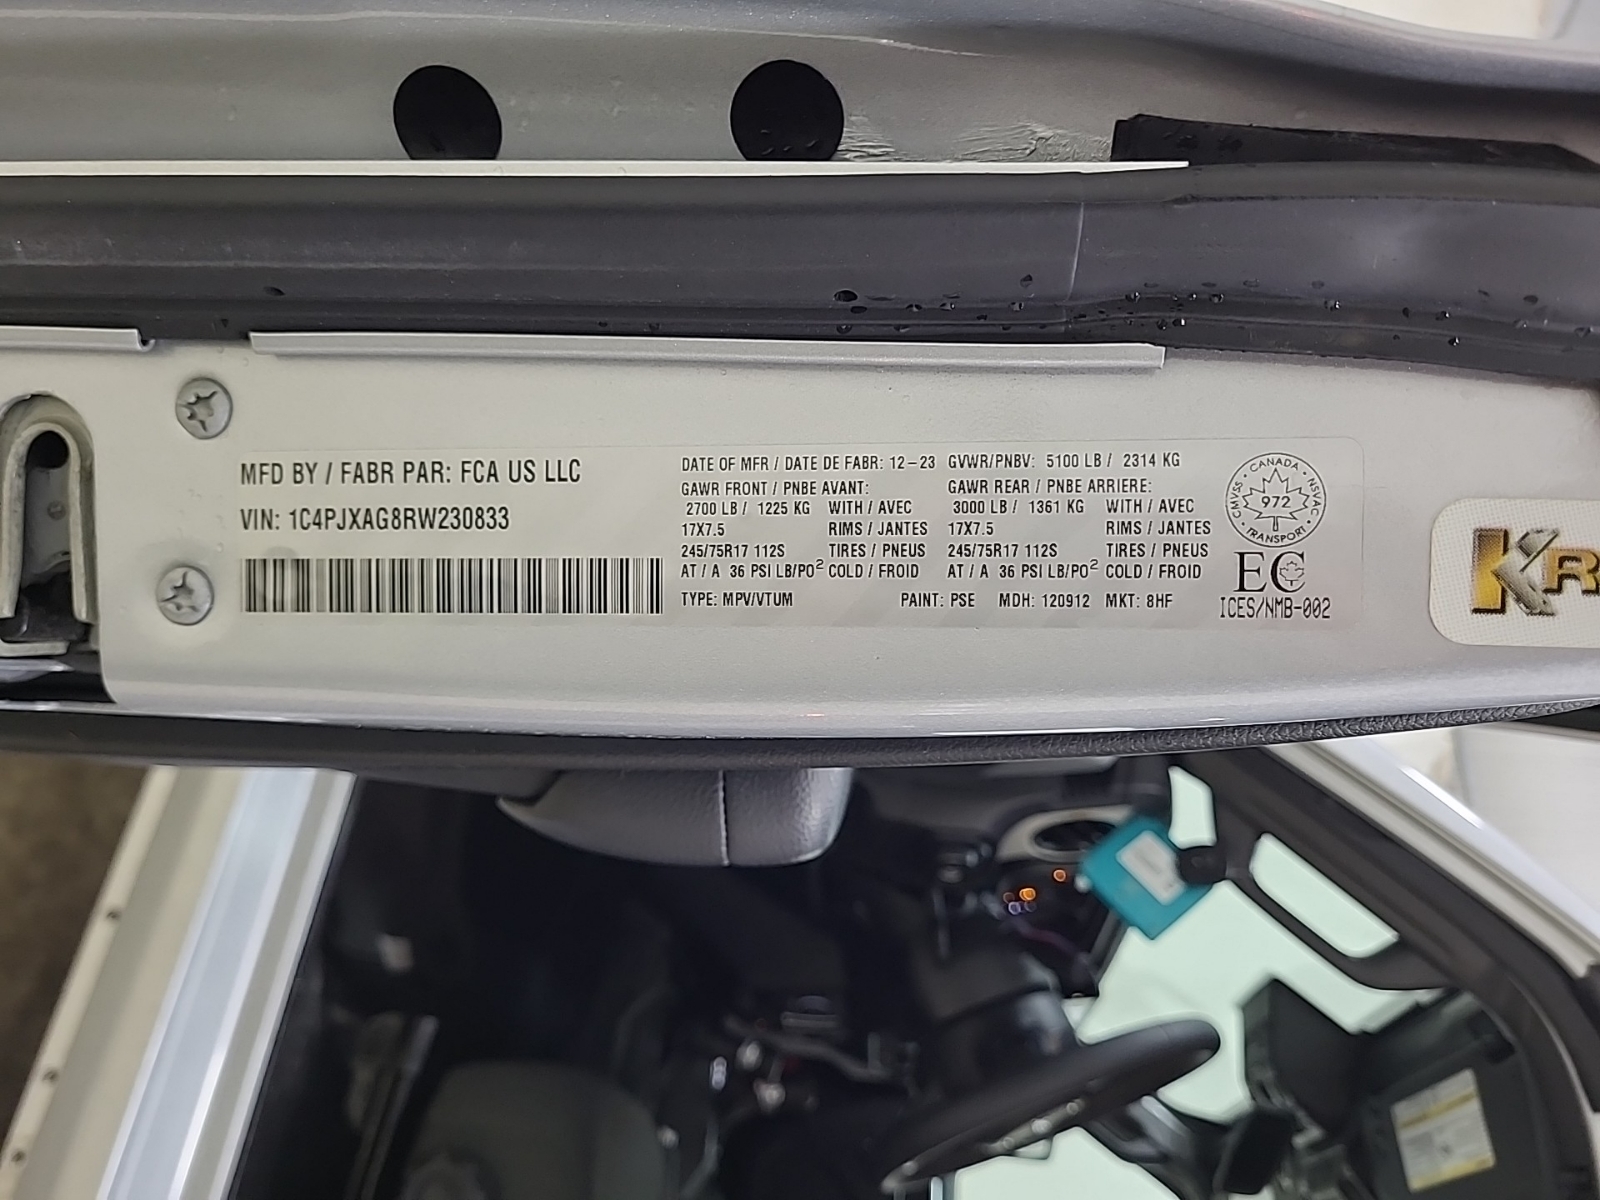 MFD BY / FABR PAR: FCA US LLC
VIN: 1C4PJXAG8RW230833
DATE OF MFR / DATE DE FABR: 12-23 GVWR/PNBV: 5100 LB / 2314 KG
GAWR FRONT / PNBE AVANT: GAWR REAR / PNBE ARRIERE:
2700 LB / 1225 KG WITH / AVEC 3000 LB / 1361 KG WITH / AVEC
17X7.5 RIMS / JANTES 17X7.5 RIMS / JANTES
245/75R17 112S TIRES / PNEUS 245/75R17 112S TIRES / PNEUS
AT / A 36 PSI LB/PO² COLD / FROID AT / A 36 PSI LB/PO² COLD / FROID
TYPE: MPV/VTUM PAINT: PSE MDH: 120912 MKT: 8HF
CANADA
CMVSS 972 NSVAC
TRANSPORT
EC
ICES/NMB-002